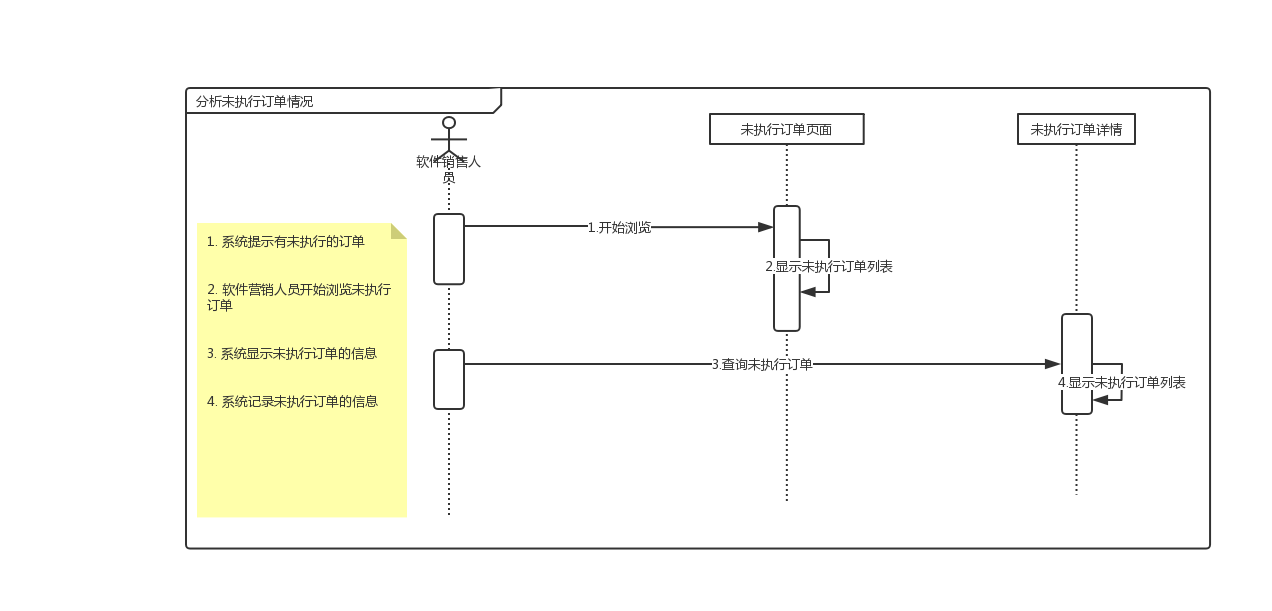 分析未执行订单情况
软件销售人
员
未执行订单页面
未执行订单详情
1. 系统提示有未执行的订单
2. 软件营销人员开始浏览未执行
订单
3. 系统显示未执行订单的信息
4. 系统记录未执行订单的信息
1.开始浏览
2.显示未执行订单列表
3.查询未执行订单
4.显示未执行订单列表